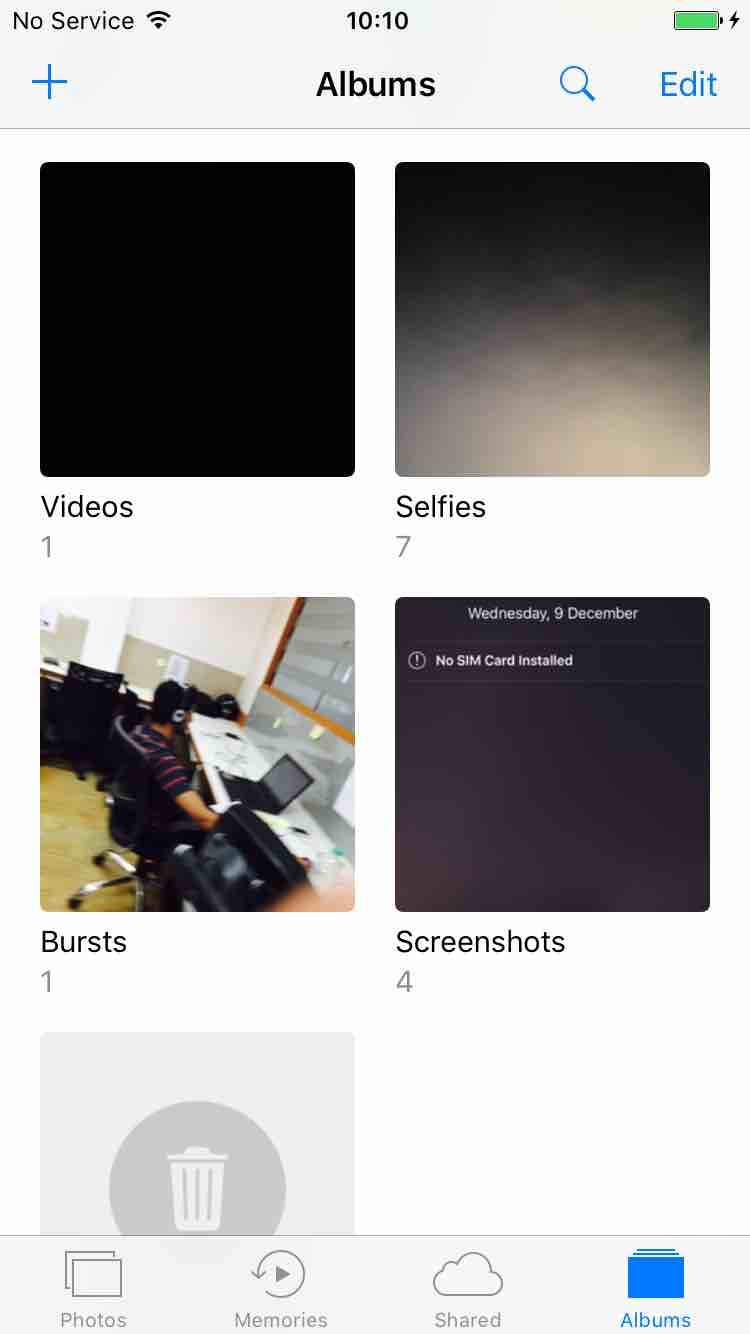 No Service 10:10
Albums Edit
Videos Selfies
1 7
Wednesday, 9 December
No SIM Card Installed
Bursts Screenshots
1 4
Photos Memories Shared Albums